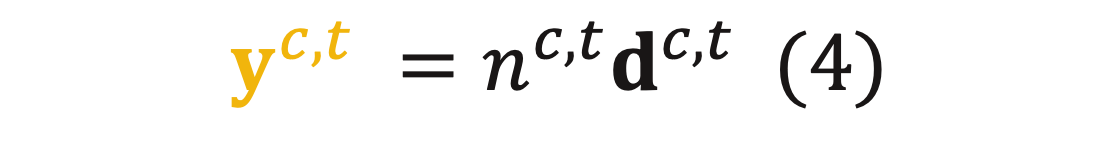 𝐲^{c,t} = n^{c,t} 𝐝^{c,t} (4)